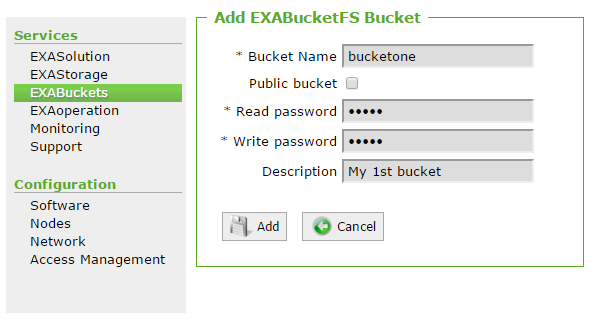 Services
EXASolution
EXAStorage
EXABuckets
EXAoperation
Monitoring
Support
Configuration
Software
Nodes
Network
Access Management
Add EXABucketFS Bucket
* Bucket Name bucketone
Public bucket
* Read password •••••
* Write password •••••
Description My 1st bucket
Add Cancel